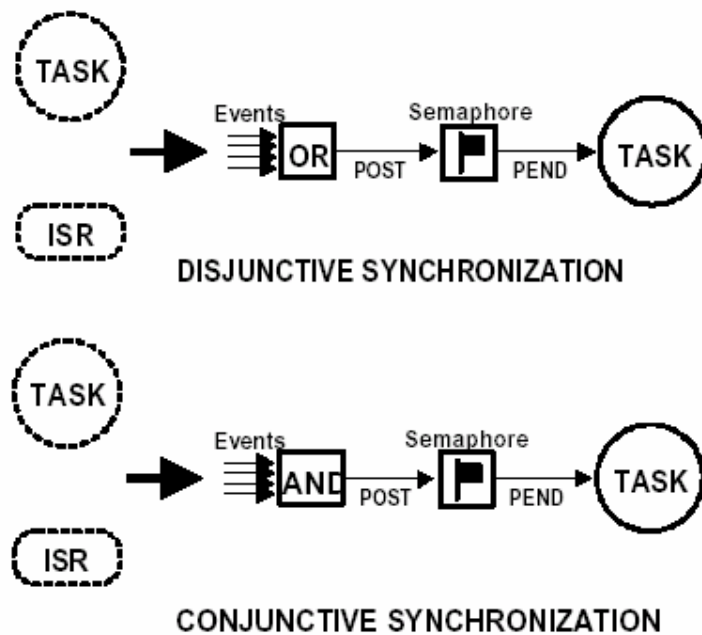 TASK
Events
Semaphore
OR
POST
PEND
TASK
ISR
DISJUNCTIVE SYNCHRONIZATION
TASK
Events
Semaphore
AND
POST
PEND
TASK
ISR
CONJUNCTIVE SYNCHRONIZATION